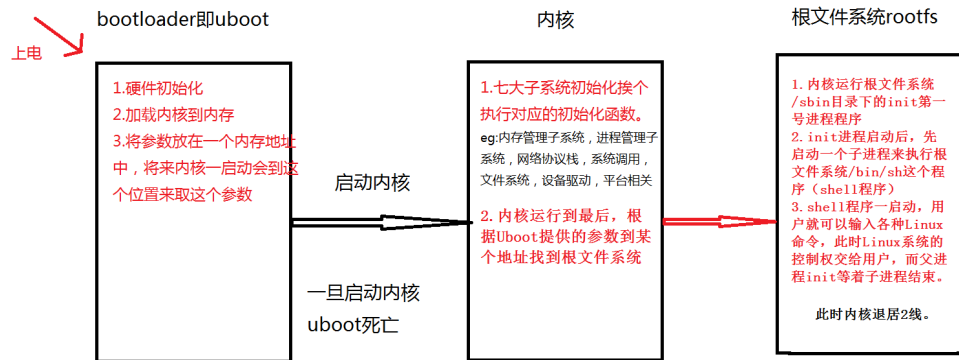 bootloader即uboot
上电
1.硬件初始化
2.加载内核到内存
3.将参数放在一个内存地址
中，将来内核一启动会到这
个位置来取这个参数
启动内核
一旦启动内核
uboot死亡
内核
1.七大子系统初始化挨个
执行对应的初始化函数。
eg:内存管理子系统，进程管理子
系统，网络协议栈，系统调用，
文件系统，设备驱动，平台相关
2. 内核运行到最后，根
据Uboot提供的参数到某
个地址找到根文件系统
根文件系统rootfs
1. 内核运行根文件系统
/sbin目录下的init第一
号进程程序
2. init进程启动后，先
启动一个子进程来执行根
文件系统/bin/sh这个程
序（shell程序）
3. shell程序一启动，用
户就可以输入各种Linux
命令，此时Linux系统的
控制权交给用户，而父进
程init等着子进程结束。
此时内核退居2线。